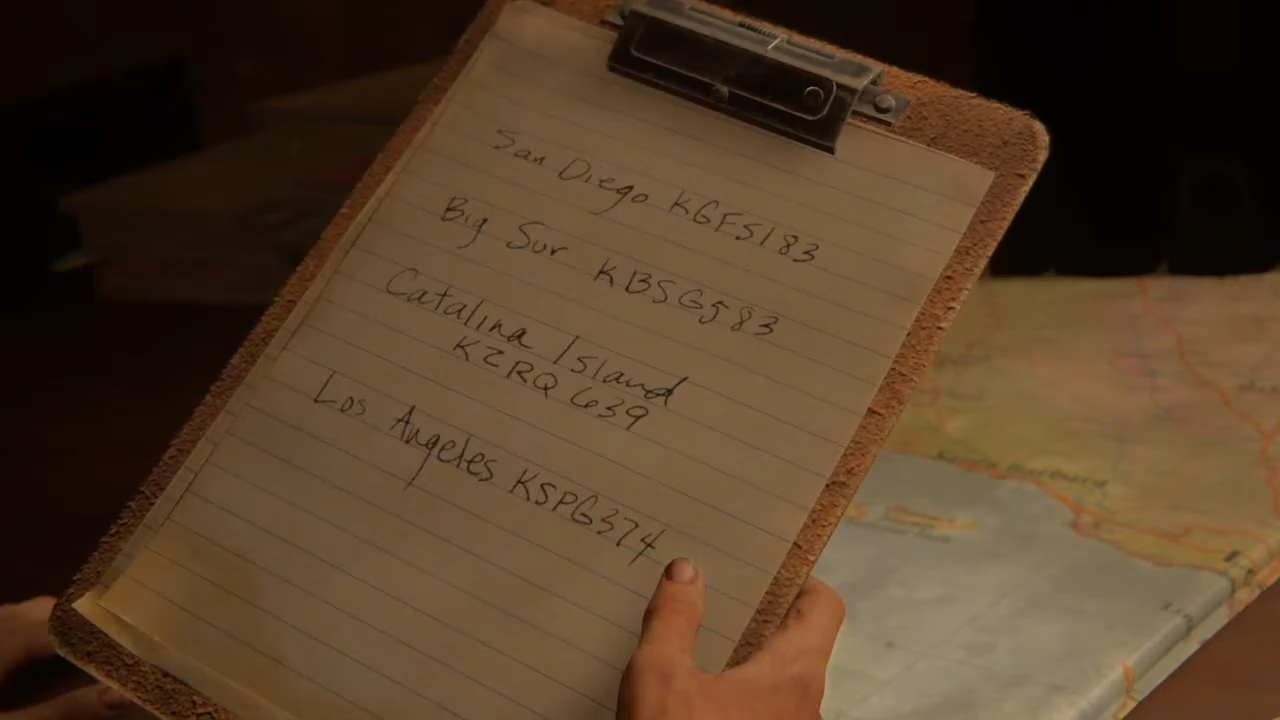 San Diego KGFS183
Big Sur KBSG583
Catalina Island
KZRQ639
Los Angeles KSPG374